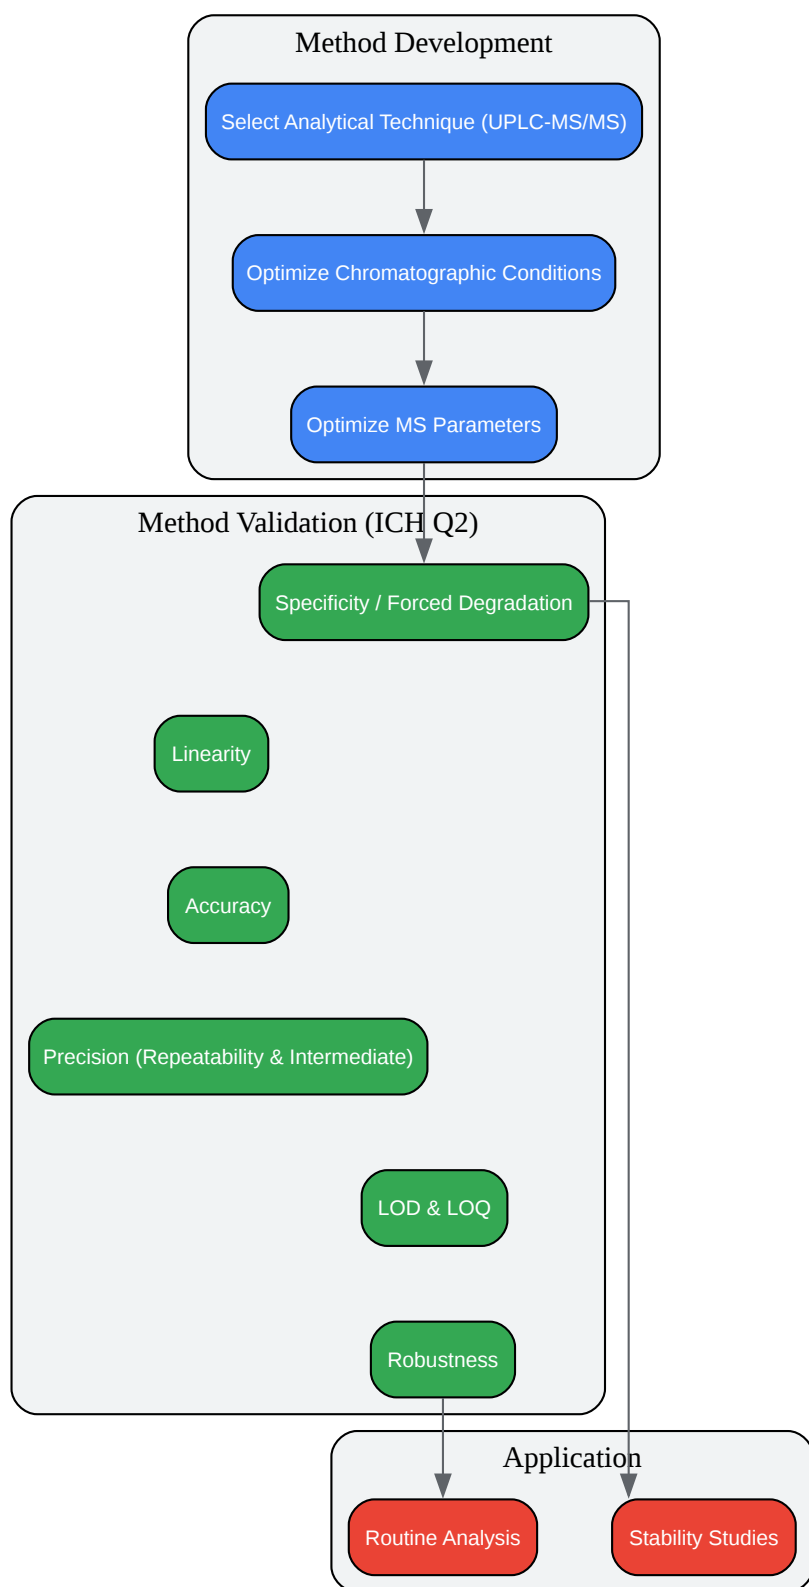 Method Development
Select Analytical Technique (UPLC-MS/MS)
Optimize Chromatographic Conditions
Optimize MS Parameters
Method Validation (ICH Q2)
Specificity / Forced Degradation
Linearity
Accuracy
Precision (Repeatability & Intermediate)
LOD & LOQ
Robustness
Application
Routine Analysis
Stability Studies